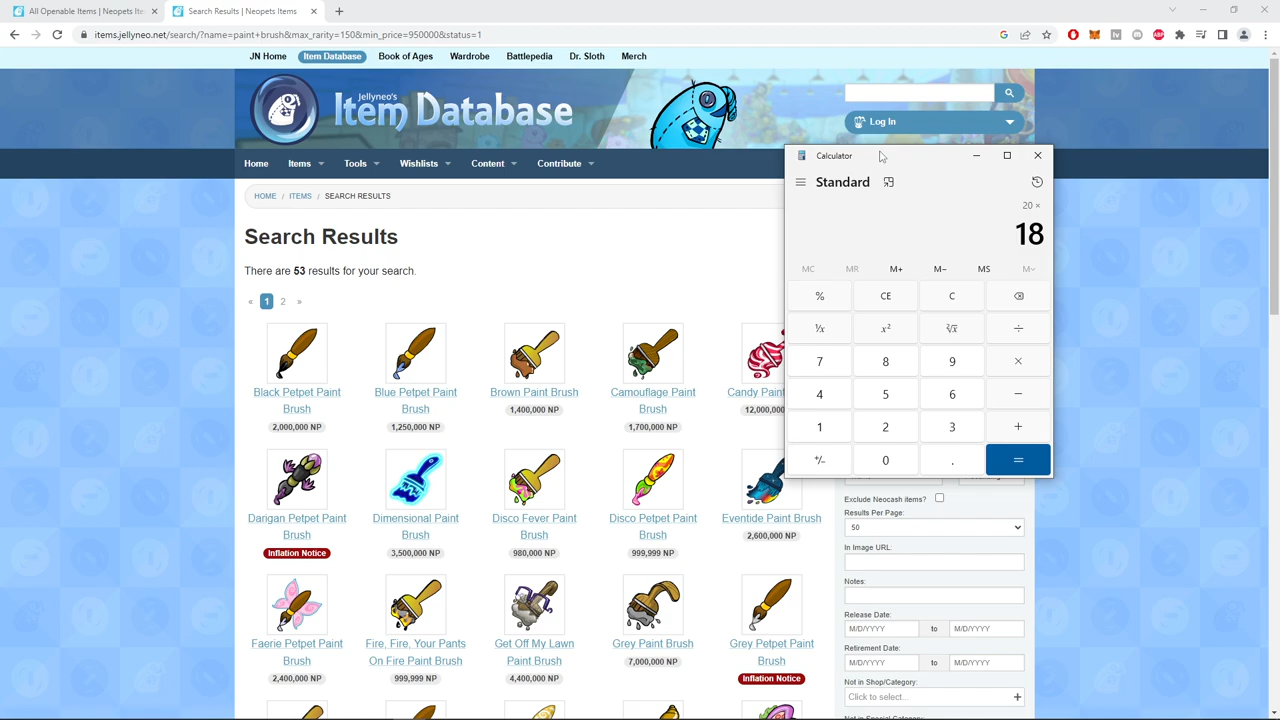 All Openable Items | Neopets Ite
Search Results | Neopets Items
items.jellyneo.net/search/?name=paint+brush&max_rarity=150&min_price=950000&status=1
JN Home
Item Database
Book of Ages
Wardrobe
Battlepedia
Dr. Sloth
Merch
Jellyneo's
Item Database
Log In
Home
Items
Tools
Wishlists
Content
Contribute
HOME / ITEMS / SEARCH RESULTS
Search Results
There are 53 results for your search.
« 1 2 »
Black Petpet Paint
Brush
2,000,000 NP
Blue Petpet Paint
Brush
1,250,000 NP
Brown Paint Brush
1,400,000 NP
Camouflage Paint
Brush
1,700,000 NP
Candy Pain
12,000,000
Darigan Petpet Paint
Brush
Inflation Notice
Dimensional Paint
Brush
3,500,000 NP
Disco Fever Paint
Brush
980,000 NP
Disco Petpet Paint
Brush
999,999 NP
Eventide Paint Brush
2,600,000 NP
Faerie Petpet Paint
Brush
2,400,000 NP
Fire, Fire, Your Pants
On Fire Paint Brush
999,999 NP
Get Off My Lawn
Paint Brush
4,400,000 NP
Grey Paint Brush
7,000,000 NP
Grey Petpet Paint
Brush
Inflation Notice
Calculator
Standard
20 ×
18
MC MR M+ M− MS M˅
% CE C
¹/x x² ²√x ÷
7 8 9 ×
4 5 6 −
1 2 3 +
+/− 0 . =
Exclude Neocash items?
Results Per Page:
50
In Image URL:
Notes:
Release Date:
M/D/YYYY to M/D/YYYY
Retirement Date:
M/D/YYYY to M/D/YYYY
Not in Shop/Category:
Click to select... +